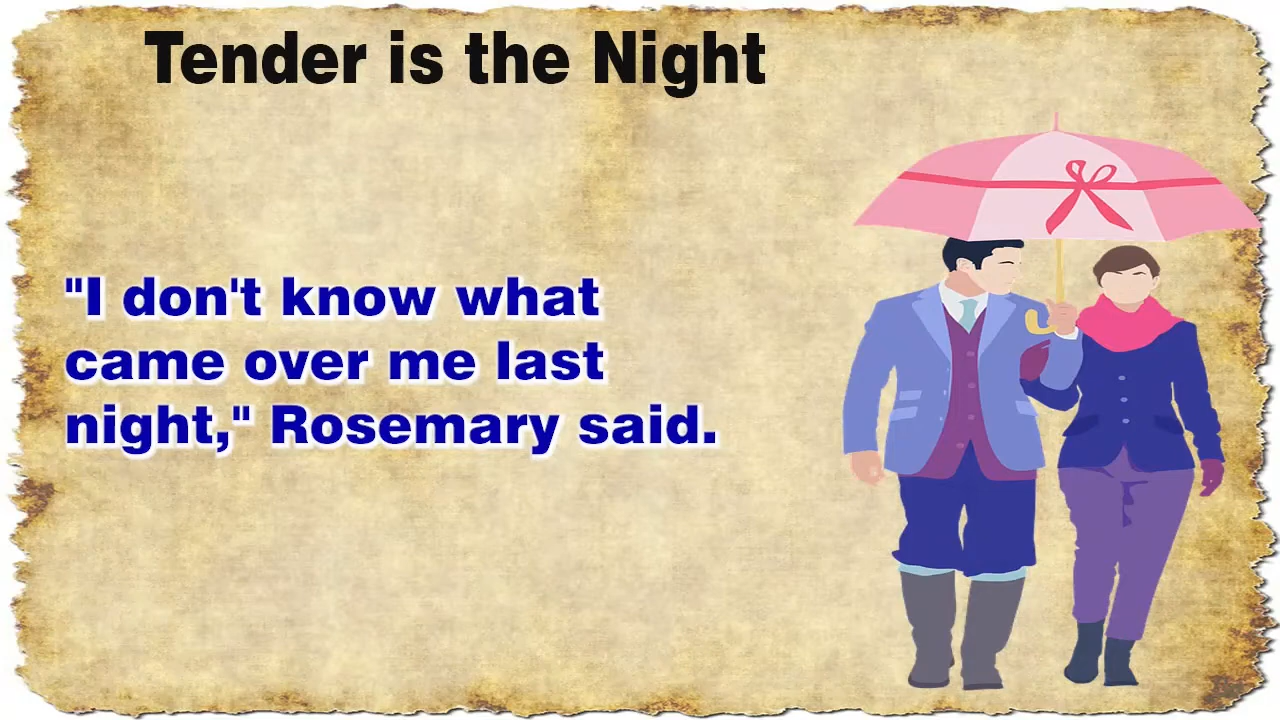 Tender is the Night
"I don't know what
came over me last
night," Rosemary said.